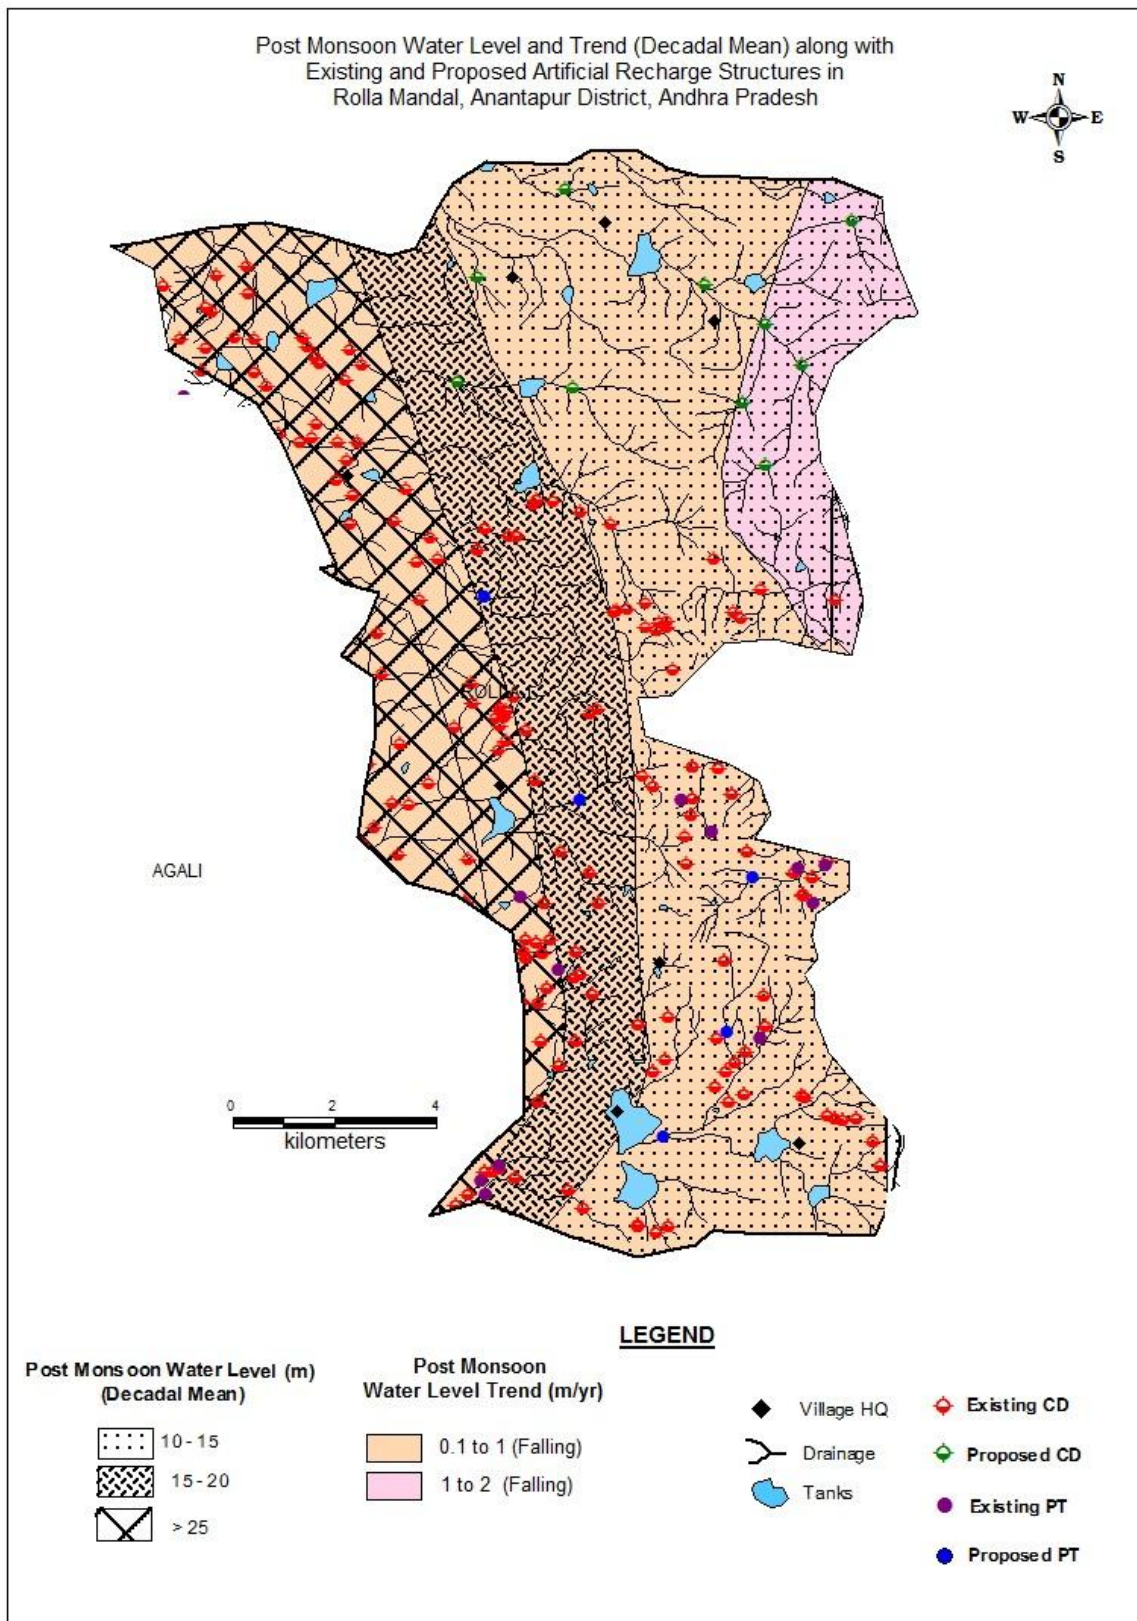 Post Monsoon Water Level and Trend (Decadal Mean) along with
Existing and Proposed Artificial Recharge Structures in
Rolla Mandal, Anantapur District, Andhra Pradesh
N
W E
S
AGALI
0 2 4
kilometers
LEGEND
Post Monsoon Water Level (m)
(Decadal Mean)
10-15
15-20
> 25
Post Monsoon
Water Level Trend (m/yr)
0.1 to 1 (Falling)
1 to 2 (Falling)
Village HQ
Drainage
Tanks
Existing CD
Proposed CD
Existing PT
Proposed PT